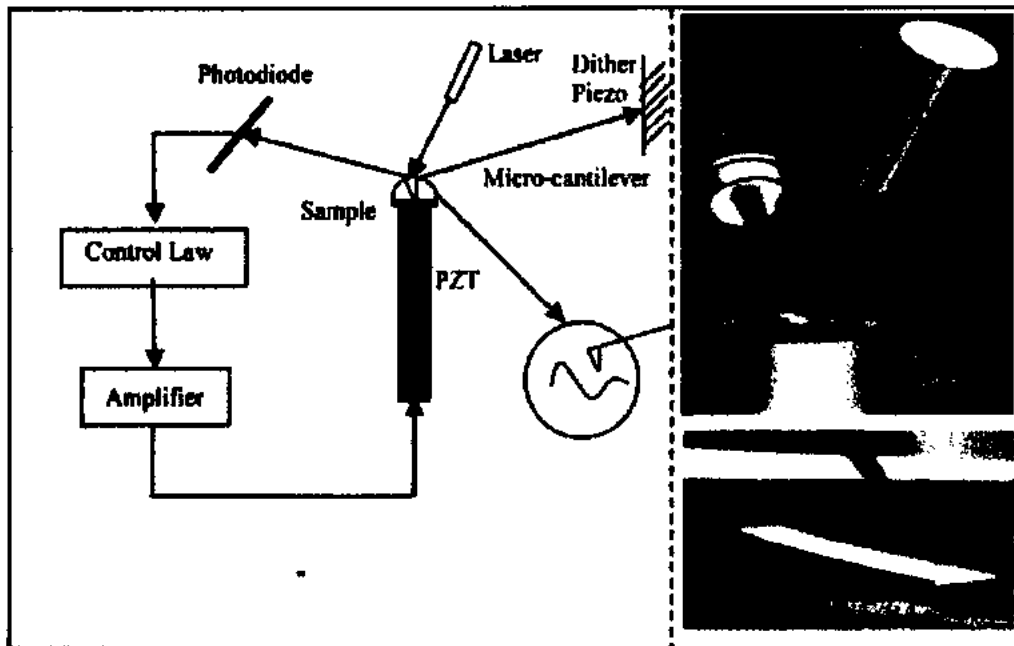 Laser
Photodiode
Dither
Piezo
Micro-cantilever
Sample
Control Law
PZT
Amplifier